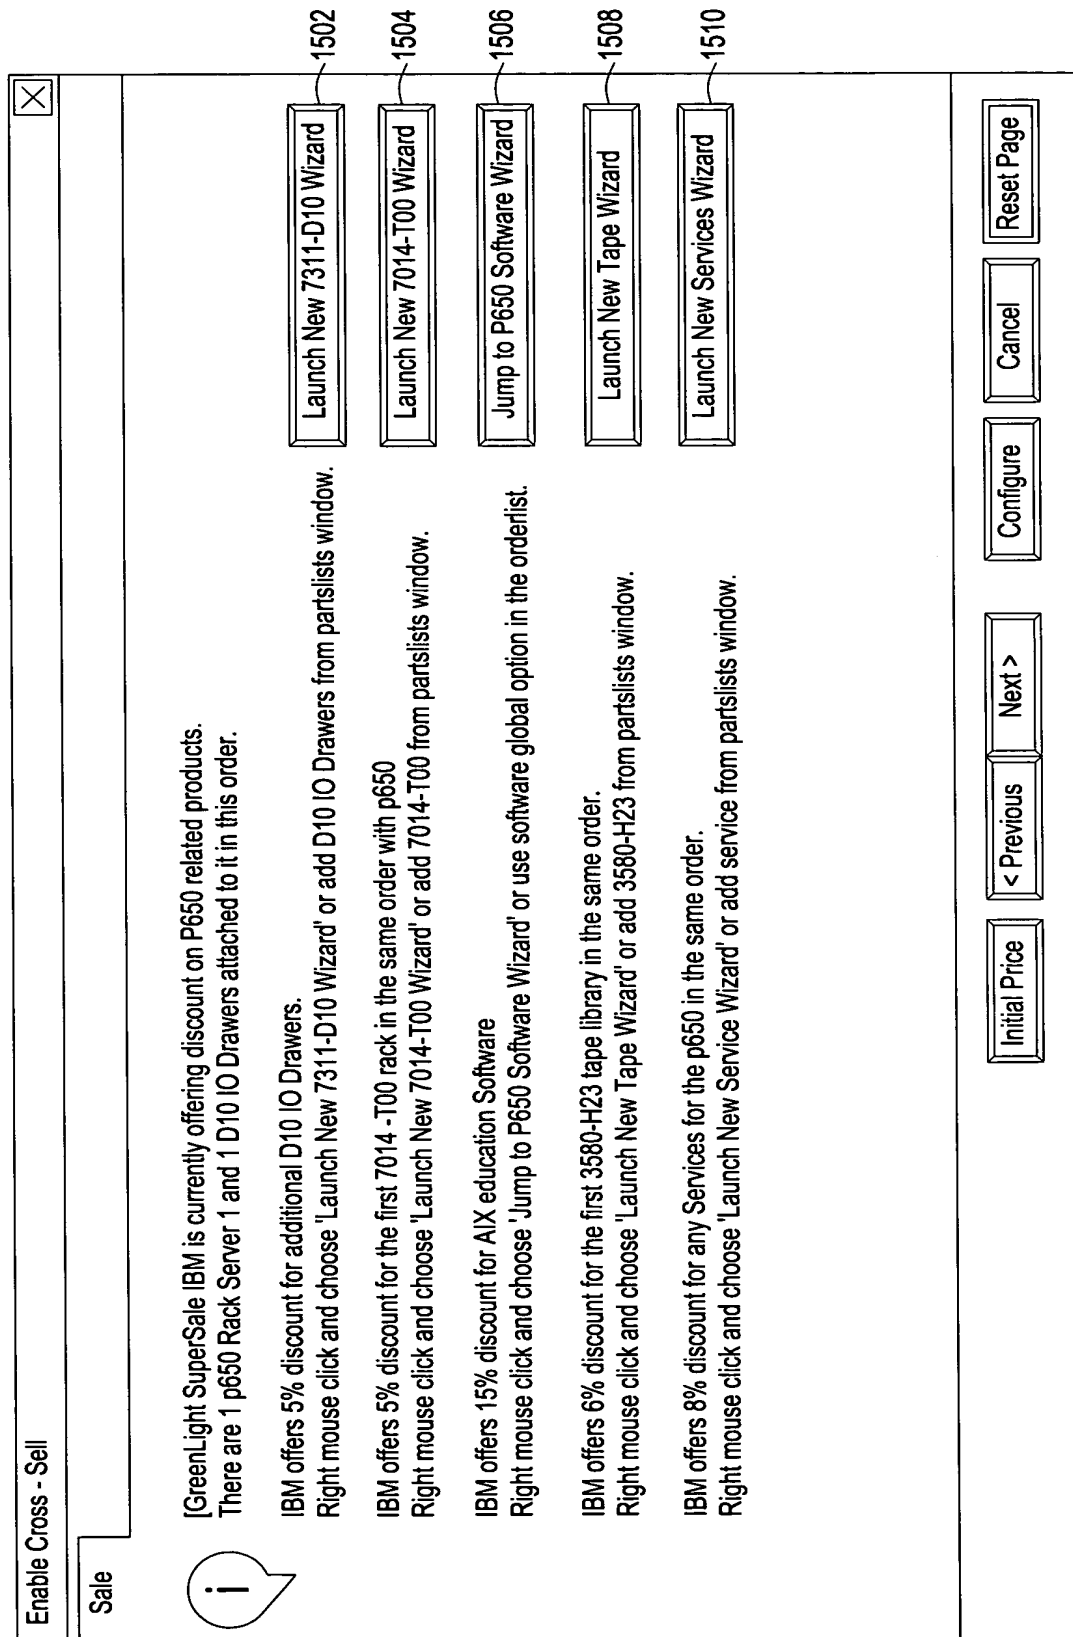 Enable Cross - Sell
Sale
i
[GreenLight SuperSale IBM is currently offering discount on P650 related products.
There are 1 p650 Rack Server 1 and 1 D10 IO Drawers attached to it in this order.
IBM offers 5% discount for additional D10 IO Drawers.
Right mouse click and choose 'Launch New 7311-D10 Wizard' or add D10 IO Drawers from partslists window.
Launch New 7311-D10 Wizard
1502
IBM offers 5% discount for the first 7014 -T00 rack in the same order with p650
Right mouse click and choose 'Launch New 7014-T00 Wizard' or add 7014-T00 from partslists window.
Launch New 7014-T00 Wizard
1504
IBM offers 15% discount for AIX education Software
Right mouse click and choose 'Jump to P650 Software Wizard' or use software global option in the orderlist.
Jump to P650 Software Wizard
1506
IBM offers 6% discount for the first 3580-H23 tape library in the same order.
Right mouse click and choose 'Launch New Tape Wizard' or add 3580-H23 from partslists window.
Launch New Tape Wizard
1508
IBM offers 8% discount for any Services for the p650 in the same order.
Right mouse click and choose 'Launch New Service Wizard' or add service from partslists window.
Launch New Services Wizard
1510
Initial Price
< Previous
Next >
Configure
Cancel
Reset Page